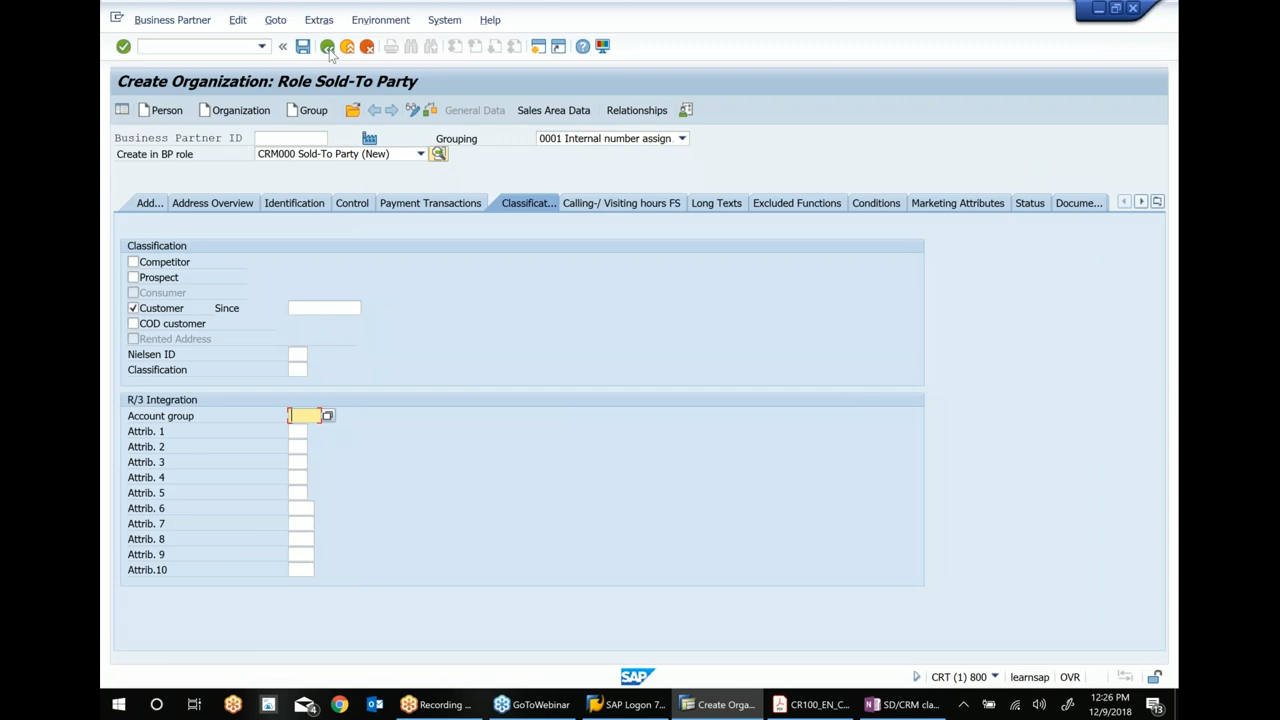 Business Partner Edit Goto Extras Environment System Help
Create Organization: Role Sold-To Party
Person Organization Group General Data Sales Area Data Relationships
Business Partner ID Grouping 0001 Internal number assign
Create in BP role CRM000 Sold-To Party (New)
Add... Address Overview Identification Control Payment Transactions Classificat... Calling-/ Visiting hours FS Long Texts Excluded Functions Conditions Marketing Attributes Status Docume...
Classification
Competitor
Prospect
Consumer
Customer Since
COD customer
Rented Address
Nielsen ID
Classification
R/3 Integration
Account group
Attrib. 1
Attrib. 2
Attrib. 3
Attrib. 4
Attrib. 5
Attrib. 6
Attrib. 7
Attrib. 8
Attrib. 9
Attrib.10
SAP CRT (1) 800 learnsap OVR
4 Recording ... GoToWebinar SAP Logon 7... Create Orga... CR100_EN_C... SD/CRM cla... 12:26 PM
12/9/2018 13